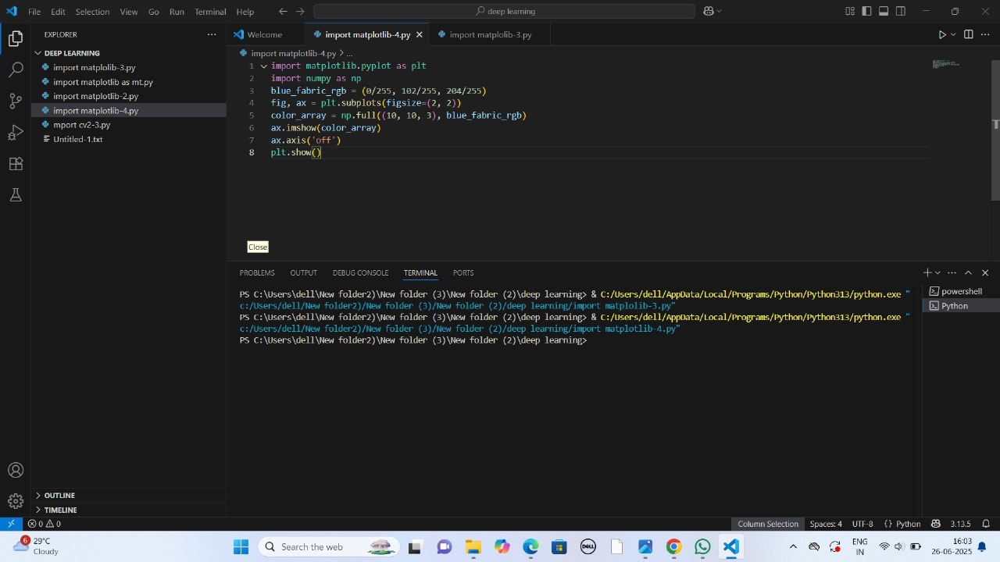 File Edit Selection View Go Run Terminal Help
deep learning
EXPLORER
Welcome
import matplotlib-4.py
import matplolib-3.py
DEEP LEARNING
import matplolib-3.py
import matplotlib as mt.py
import matplotlib-2.py
import matplotlib-4.py
mport cv2-3.py
Untitled-1.txt
import matplotlib-4.py > ...
1 import matplotlib.pyplot as plt
2 import numpy as np
3 blue_fabric_rgb = (0/255, 102/255, 204/255)
4 fig, ax = plt.subplots(figsize=(2, 2))
5 color_array = np.full((10, 10, 3), blue_fabric_rgb)
6 ax.imshow(color_array)
7 ax.axis('off')
8 plt.show()
Close
PROBLEMS OUTPUT DEBUG CONSOLE TERMINAL PORTS
PS C:\Users\dell\New folder2)\New folder (3)\New folder (2)\deep learning> & C:/Users/dell/AppData/Local/Programs/Python/Python313/python.exe "
c:/Users/dell/New folder2)/New folder (3)/New folder (2)/deep learning/import matplolib-3.py"
PS C:\Users\dell\New folder2)\New folder (3)\New folder (2)\deep learning> & C:/Users/dell/AppData/Local/Programs/Python/Python313/python.exe "
c:/Users/dell/New folder2)/New folder (3)/New folder (2)/deep learning/import matplotlib-4.py"
PS C:\Users\dell\New folder2)\New folder (3)\New folder (2)\deep learning>
powershell
Python
OUTLINE
TIMELINE
0 0
Column Selection Spaces: 4 UTF-8 {} Python 3.13.5
6
29°C
Cloudy
Search the web
DELL
ENG
IN
16:03
26-06-2025